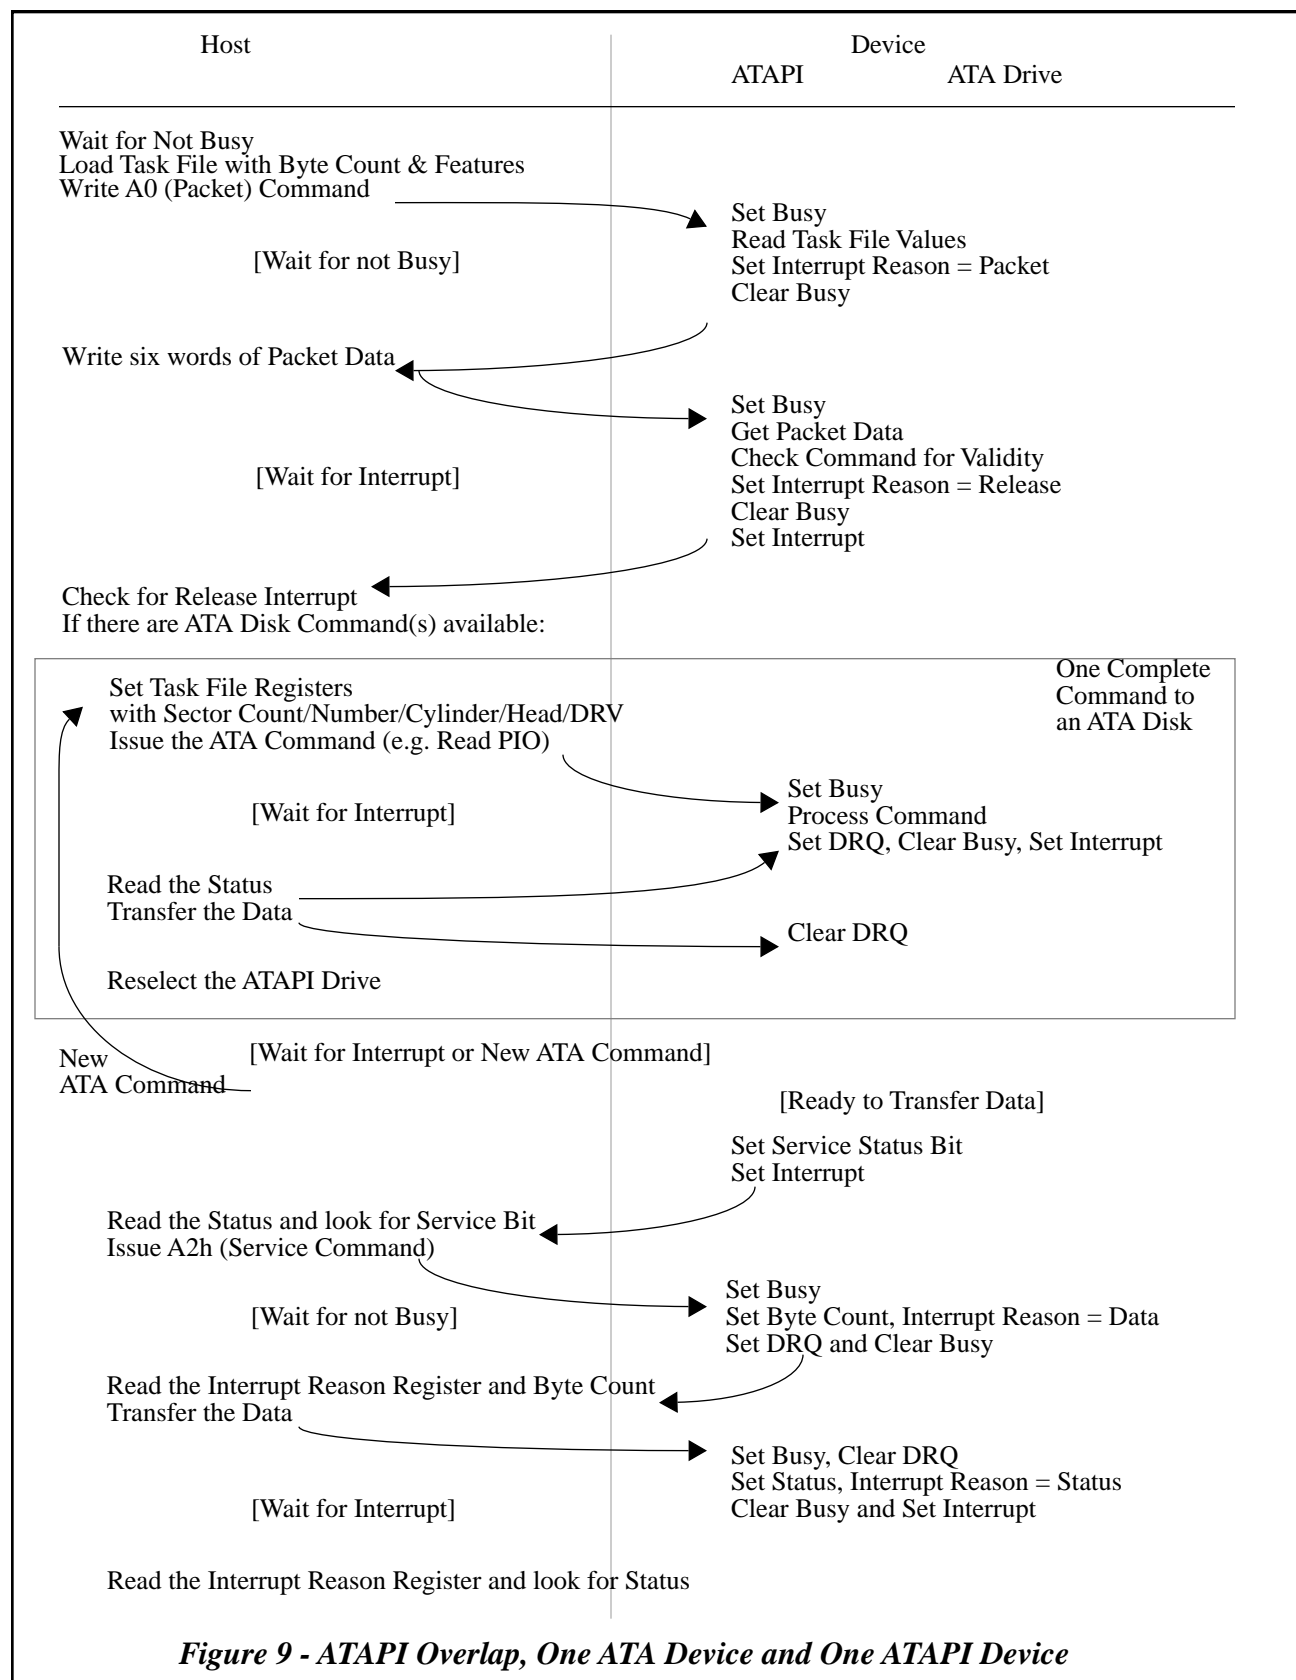 Host
Device
ATAPI
ATA Drive
Wait for Not Busy
Load Task File with Byte Count & Features
Write A0 (Packet) Command
Set Busy
Read Task File Values
Set Interrupt Reason = Packet
Clear Busy
[Wait for not Busy]
Write six words of Packet Data
Set Busy
Get Packet Data
Check Command for Validity
Set Interrupt Reason = Release
Clear Busy
Set Interrupt
[Wait for Interrupt]
Check for Release Interrupt
If there are ATA Disk Command(s) available:
One Complete
Command to
an ATA Disk
Set Task File Registers
with Sector Count/Number/Cylinder/Head/DRV
Issue the ATA Command (e.g. Read PIO)
Set Busy
Process Command
Set DRQ, Clear Busy, Set Interrupt
[Wait for Interrupt]
Read the Status
Transfer the Data
Clear DRQ
Reselect the ATAPI Drive
[Wait for Interrupt or New ATA Command]
New
ATA Command
[Ready to Transfer Data]
Set Service Status Bit
Set Interrupt
Read the Status and look for Service Bit
Issue A2h (Service Command)
Set Busy
Set Byte Count, Interrupt Reason = Data
Set DRQ and Clear Busy
[Wait for not Busy]
Read the Interrupt Reason Register and Byte Count
Transfer the Data
Set Busy, Clear DRQ
Set Status, Interrupt Reason = Status
Clear Busy and Set Interrupt
[Wait for Interrupt]
Read the Interrupt Reason Register and look for Status
Figure 9 - ATAPI Overlap, One ATA Device and One ATAPI Device